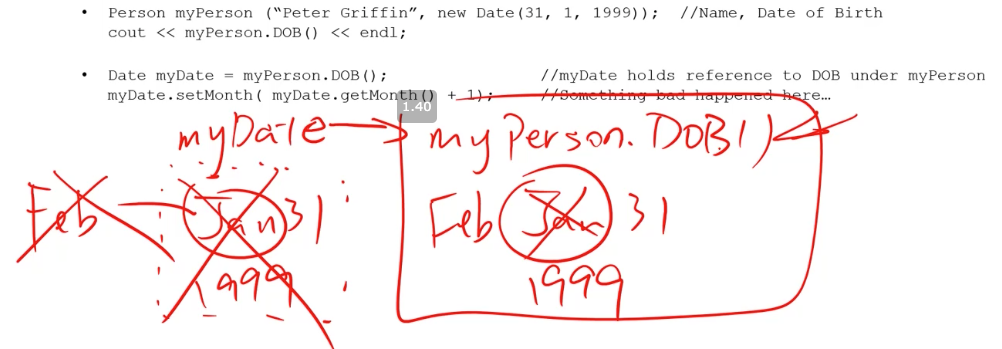 • Person myPerson (“Peter Griffin”, new Date(31, 1, 1999)); //Name, Date of Birth
cout << myPerson.DOB() << endl;
• Date myDate = myPerson.DOB(); //myDate holds reference to DOB under myPerson
myDate.setMonth( myDate.getMonth() + 1); //Something bad happened here…
1.40
myDate myPerson.DOB()
Feb Jan 31 Feb Jan 31
1999 1999